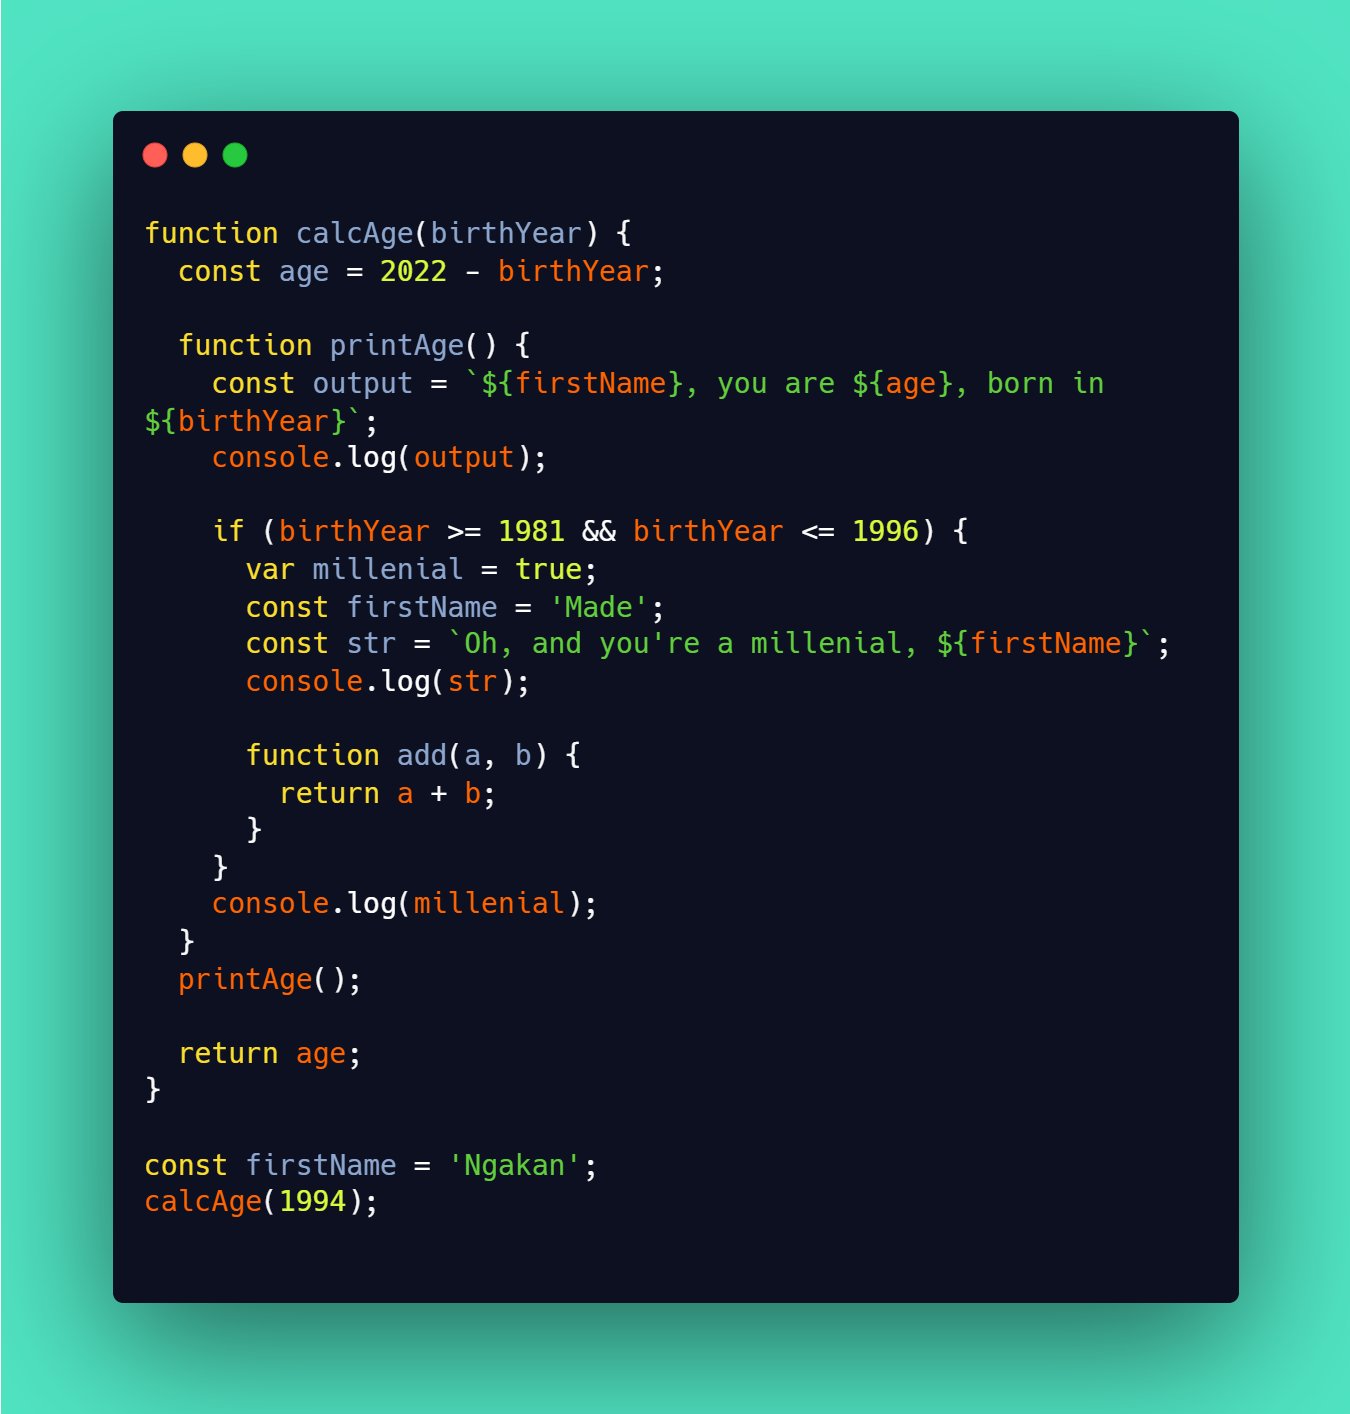 function calcAge(birthYear) {
  const age = 2022 - birthYear;

  function printAge() {
    const output = `${firstName}, you are ${age}, born in
${birthYear}`;
    console.log(output);

    if (birthYear >= 1981 && birthYear <= 1996) {
      var millenial = true;
      const firstName = 'Made';
      const str = `Oh, and you're a millenial, ${firstName}`;
      console.log(str);

      function add(a, b) {
        return a + b;
      }
    }
    console.log(millenial);
  }
  printAge();

  return age;
}

const firstName = 'Ngakan';
calcAge(1994);